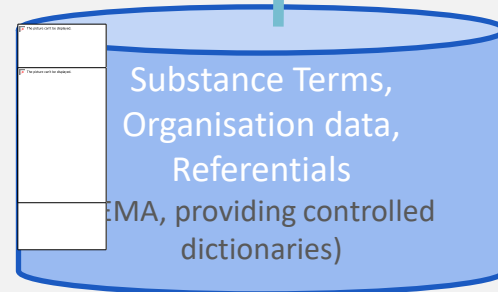 The picture can't be displayed.
The picture can't be displayed.
Substance Terms,
Organisation data,
Referentials
EMA, providing controlled
dictionaries)